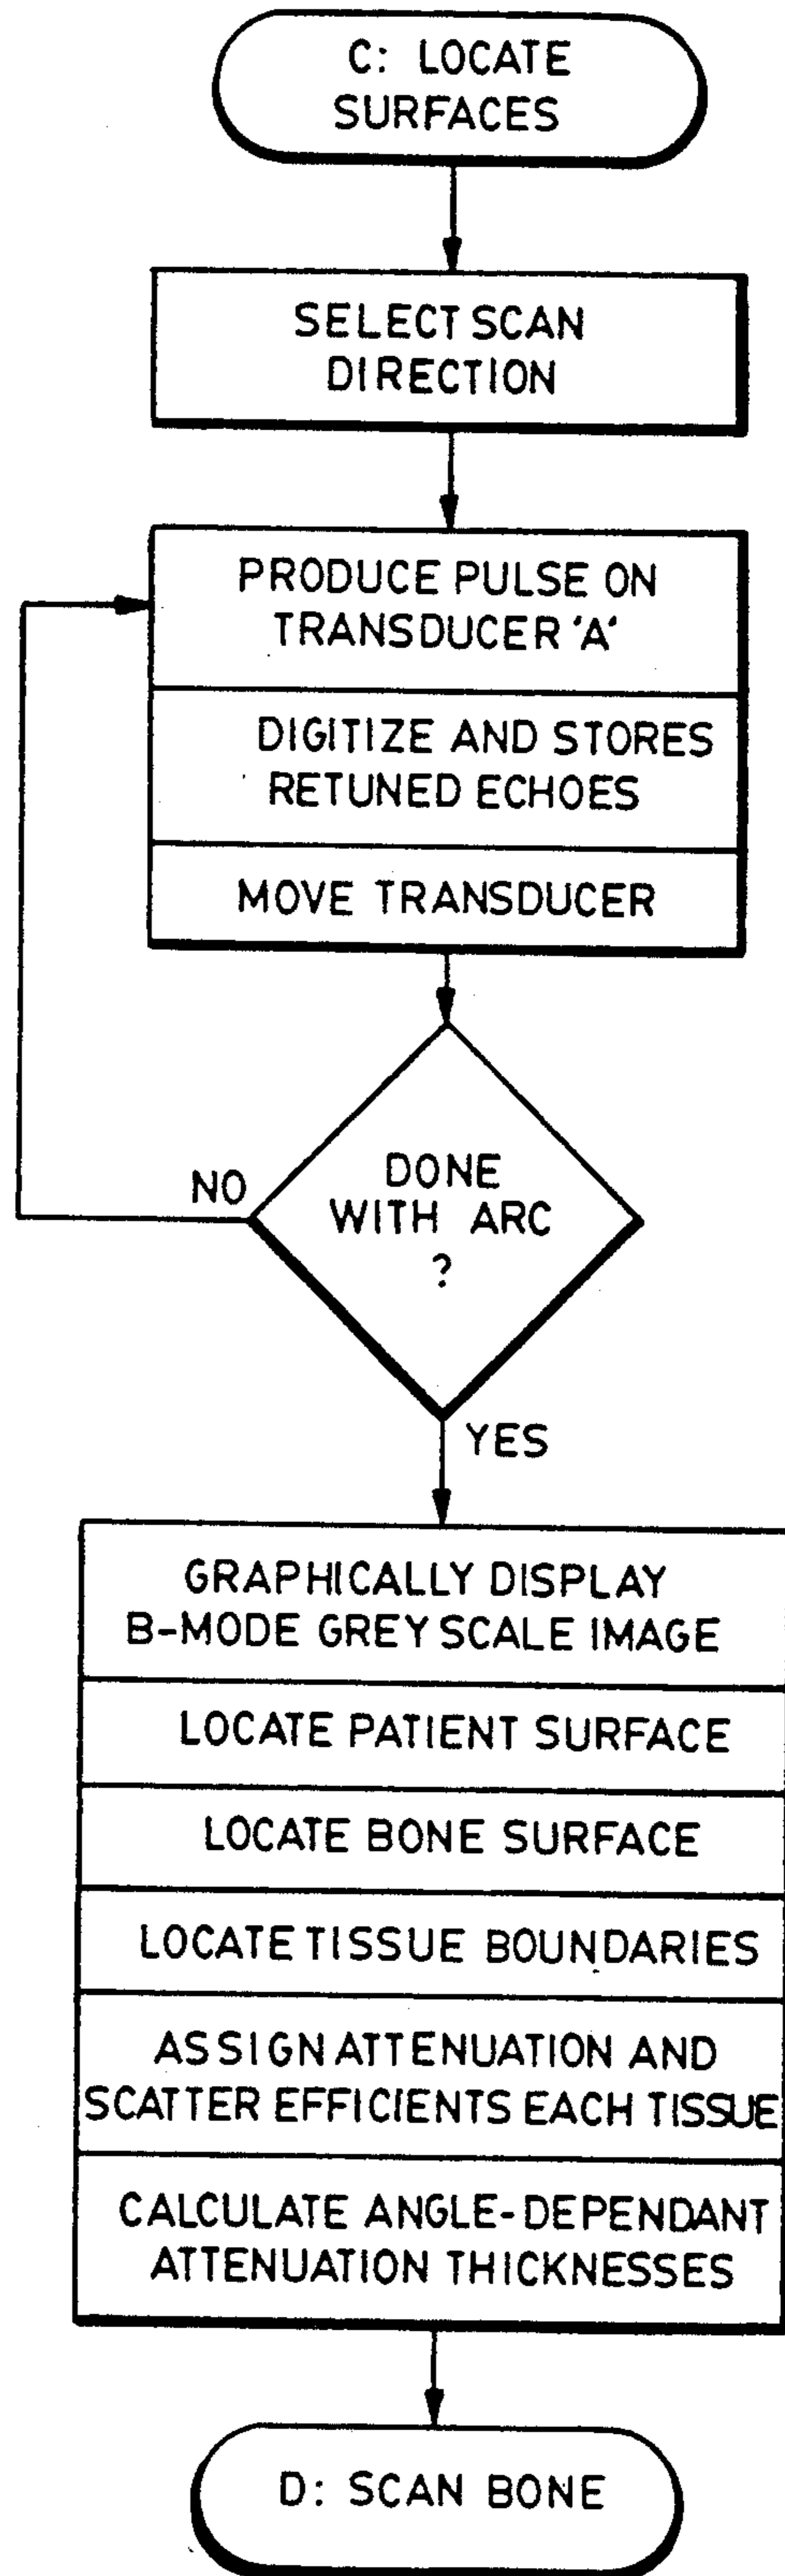 C: LOCATE
SURFACES
SELECT SCAN
DIRECTION
PRODUCE PULSE ON
TRANSDUCER 'A'
DIGITIZE AND STORES
RETUNED ECHOES
MOVE TRANSDUCER
DONE
WITH ARC
?
NO
YES
GRAPHICALLY DISPLAY
B-MODE GREY SCALE IMAGE
LOCATE PATIENT SURFACE
LOCATE BONE SURFACE
LOCATE TISSUE BOUNDARIES
ASSIGN ATTENUATION AND
SCATTER EFFICIENTS EACH TISSUE
CALCULATE ANGLE-DEPENDANT
ATTENUATION THICKNESSES
D: SCAN BONE